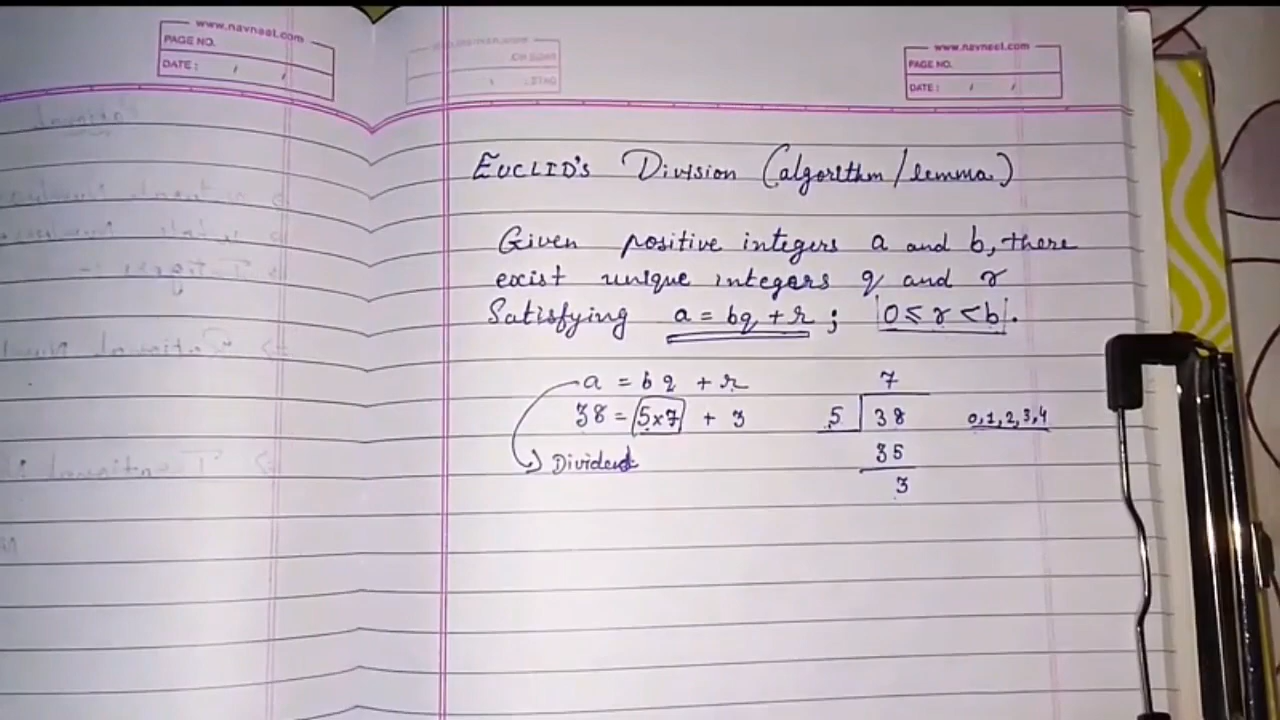 www.navneet.com
PAGE NO.
DATE : / /
www.navneet.com
PAGE NO.
DATE : / /
EUCLID's Division (algorithm/lemma)
Given positive integers a and b, there
exist unique integers q and r
Satisfying a = bq + r ; 0 ≤ r < b.
a = bq + r
38 = 5x7 + 3
Dividend
7
5 38 0,1,2,3,4
35
3